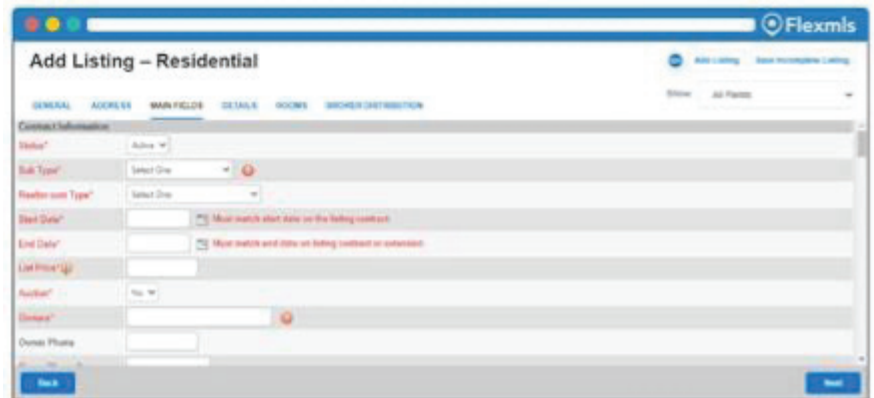 Flexmls
Add Listing – Residential
Add Listing Save Incomplete Listing
Show: All Fields
GENERAL ADDRESS MAIN FIELDS DETAILS ROOMS BROKER DISTRIBUTION
Contract Information
Status* Active
Sub Type* Select One
Realtor.com Type* Select One
Start Date* Must match start date on the listing contract
End Date* Must match end date on listing contract or extension
List Price*
Auction* No
Owners*
Owner Phone
Back Next